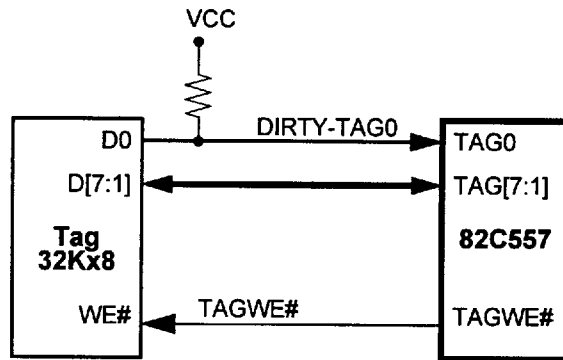 VCC
D0 DIRTY-TAG0 TAG0
D[7:1] TAG[7:1]
Tag 82C557
32Kx8
WE# TAGWE# TAGWE#